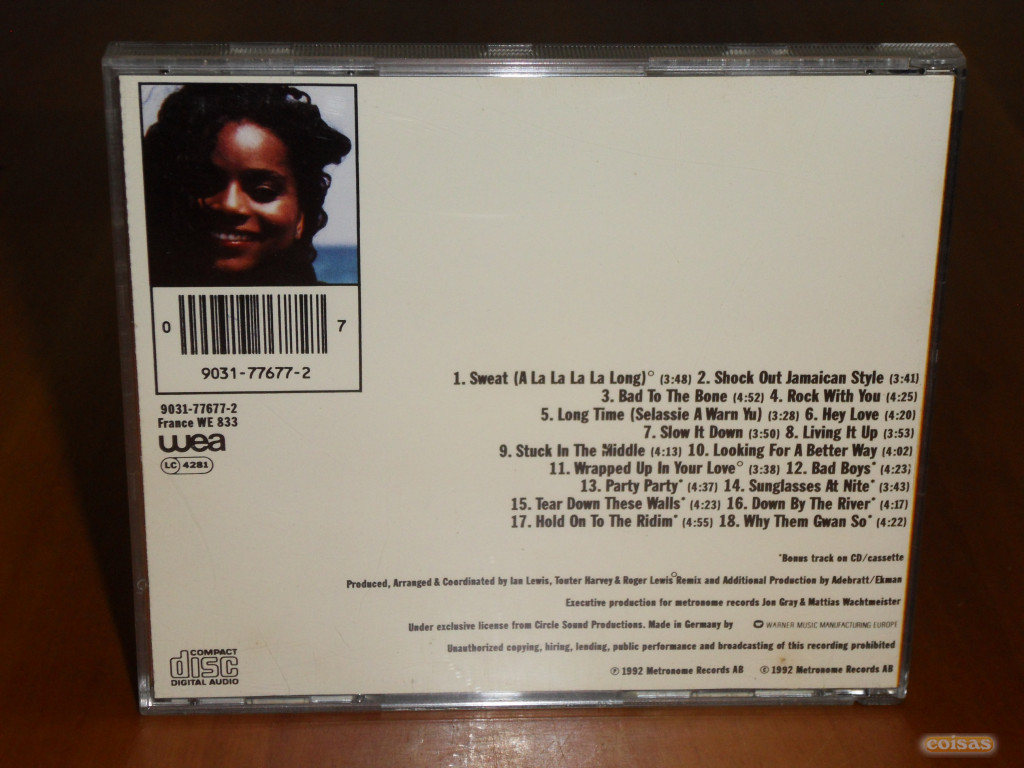 0 7
9031-77677-2
9031-77677-2
France WE 833
wea
LC 4281
1. Sweat (A La La La La Long)° (3:48) 2. Shock Out Jamaican Style (3:41)
3. Bad To The Bone (4:52) 4. Rock With You (4:25)
5. Long Time (Selassie A Warn Yu) (3:28) 6. Hey Love (4:20)
7. Slow It Down (3:50) 8. Living It Up (3:53)
9. Stuck In The Middle (4:13) 10. Looking For A Better Way (4:02)
11. Wrapped Up In Your Love° (3:38) 12. Bad Boys* (4:23)
13. Party Party* (4:37) 14. Sunglasses At Nite* (3:43)
15. Tear Down These Walls* (4:23) 16. Down By The River* (4:17)
17. Hold On To The Ridim* (4:55) 18. Why Them Gwan So* (4:22)
*Bonus track on CD/cassette
Produced, Arranged & Coordinated by Ian Lewis, Touter Harvey & Roger Lewis °Remix and Additional Production by Adebratt/Ekman
Executive production for metronome records Jon Gray & Mattias Wachtmeister
Under exclusive license from Circle Sound Productions. Made in Germany by WARNER MUSIC MANUFACTURING EUROPE
Unauthorized copying, hiring, lending, public performance and broadcasting of this recording prohibited
℗ 1992 Metronome Records AB © 1992 Metronome Records AB
COMPACT
disc
DIGITAL AUDIO
coisas